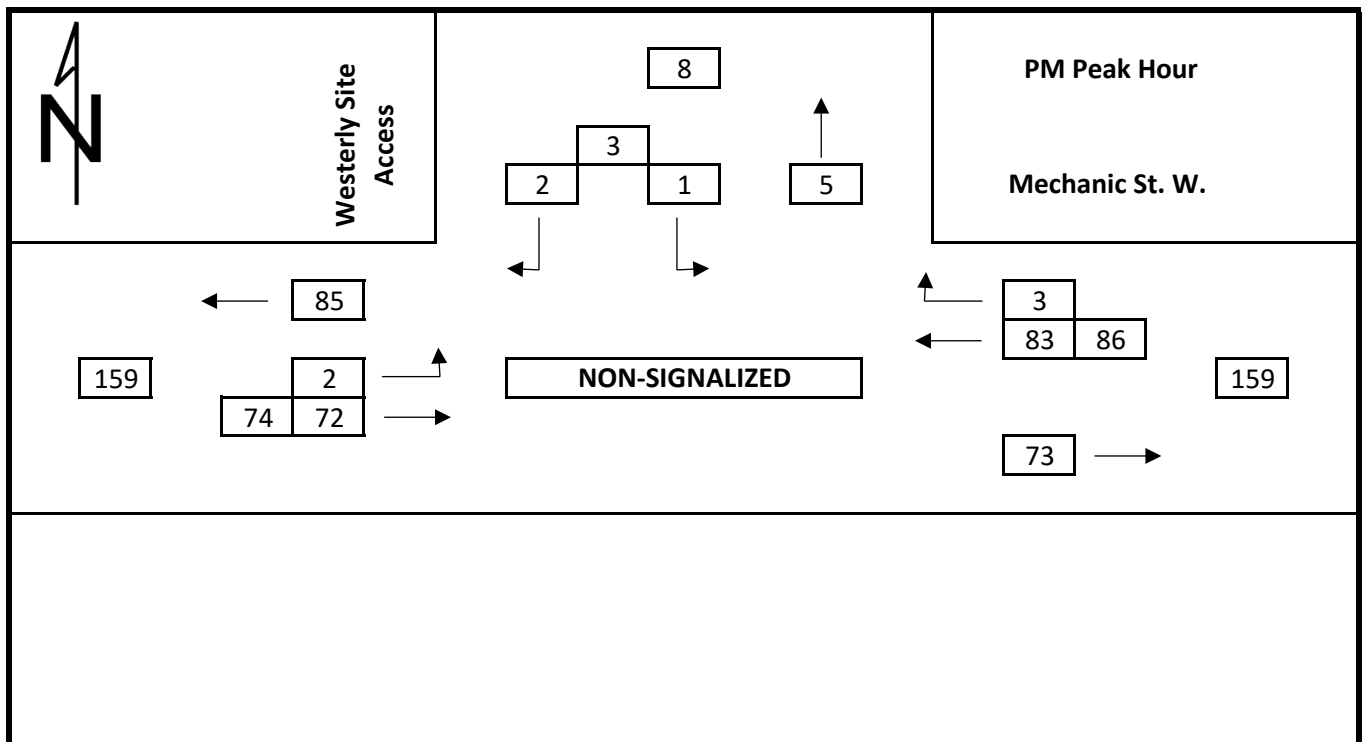 8
PM Peak Hour
N
Westerly Site
Access
3
2 1 5
Mechanic St. W.
85
3
83 86
159 2 NON-SIGNALIZED 159
74 72
73